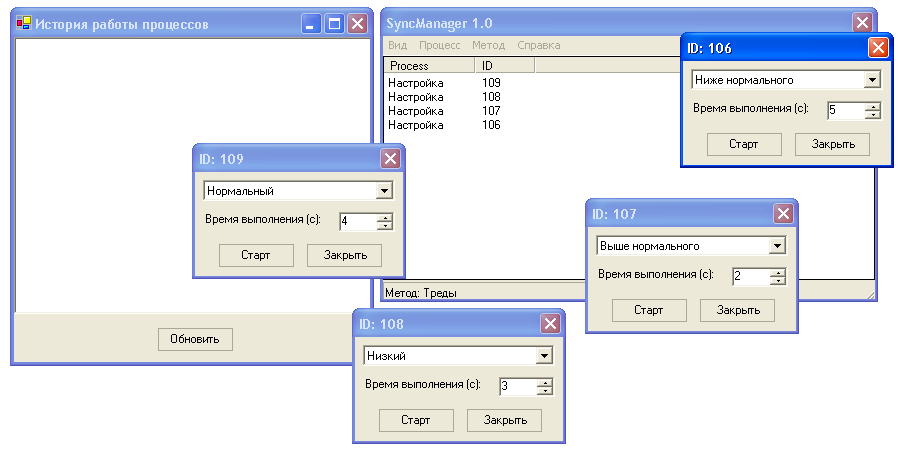 История работы процессов
Обновить
SyncManager 1.0
Вид Процесс Метод Справка
Process ID
Настройка 109
Настройка 108
Настройка 107
Настройка 106
Метод: Треды
ID: 106
Ниже нормального
Время выполнения (с): 5
Старт Закрыть
ID: 109
Нормальный
Время выполнения (с): 4
Старт Закрыть
ID: 107
Выше нормального
Время выполнения (с): 2
Старт Закрыть
ID: 108
Низкий
Время выполнения (с): 3
Старт Закрыть